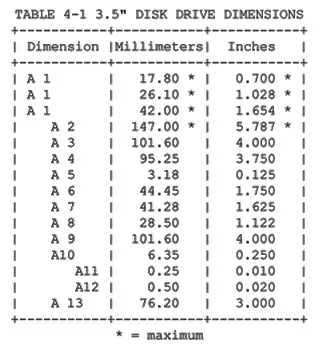 TABLE 4-1 3.5" DISK DRIVE DIMENSIONS
+-----------+-----------+-----------+
| Dimension |Millimeters| Inches |
+-----------+-----------+-----------+
| A 1 | 17.80 * | 0.700 * |
| A 1 | 26.10 * | 1.028 * |
| A 1 | 42.00 * | 1.654 * |
| A 2 | 147.00 * | 5.787 * |
| A 3 | 101.60 | 4.000 |
| A 4 | 95.25 | 3.750 |
| A 5 | 3.18 | 0.125 |
| A 6 | 44.45 | 1.750 |
| A 7 | 41.28 | 1.625 |
| A 8 | 28.50 | 1.122 |
| A 9 | 101.60 | 4.000 |
| A10 | 6.35 | 0.250 |
| A11 | 0.25 | 0.010 |
| A12 | 0.50 | 0.020 |
| A 13 | 76.20 | 3.000 |
+-----------+-----------+-----------+
* = maximum